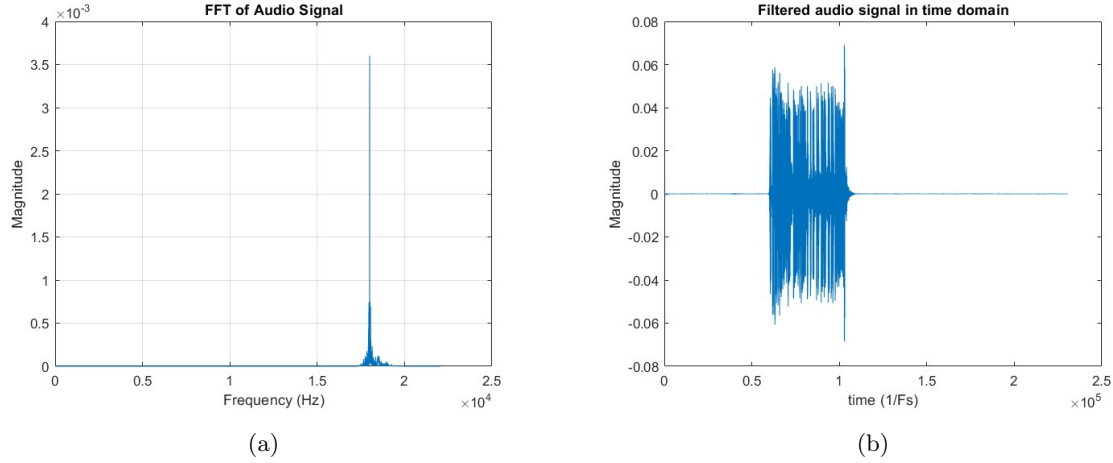 FFT of Audio Signal
×10-3
4
3.5
3
2.5
2
1.5
1
0.5
0
Magnitude
0 0.5 1 1.5 2 2.5
Frequency (Hz)
×104
(a)
Filtered audio signal in time domain
0.08
0.06
0.04
0.02
0
-0.02
-0.04
-0.06
-0.08
Magnitude
0 0.5 1 1.5 2 2.5
time (1/Fs)
×105
(b)